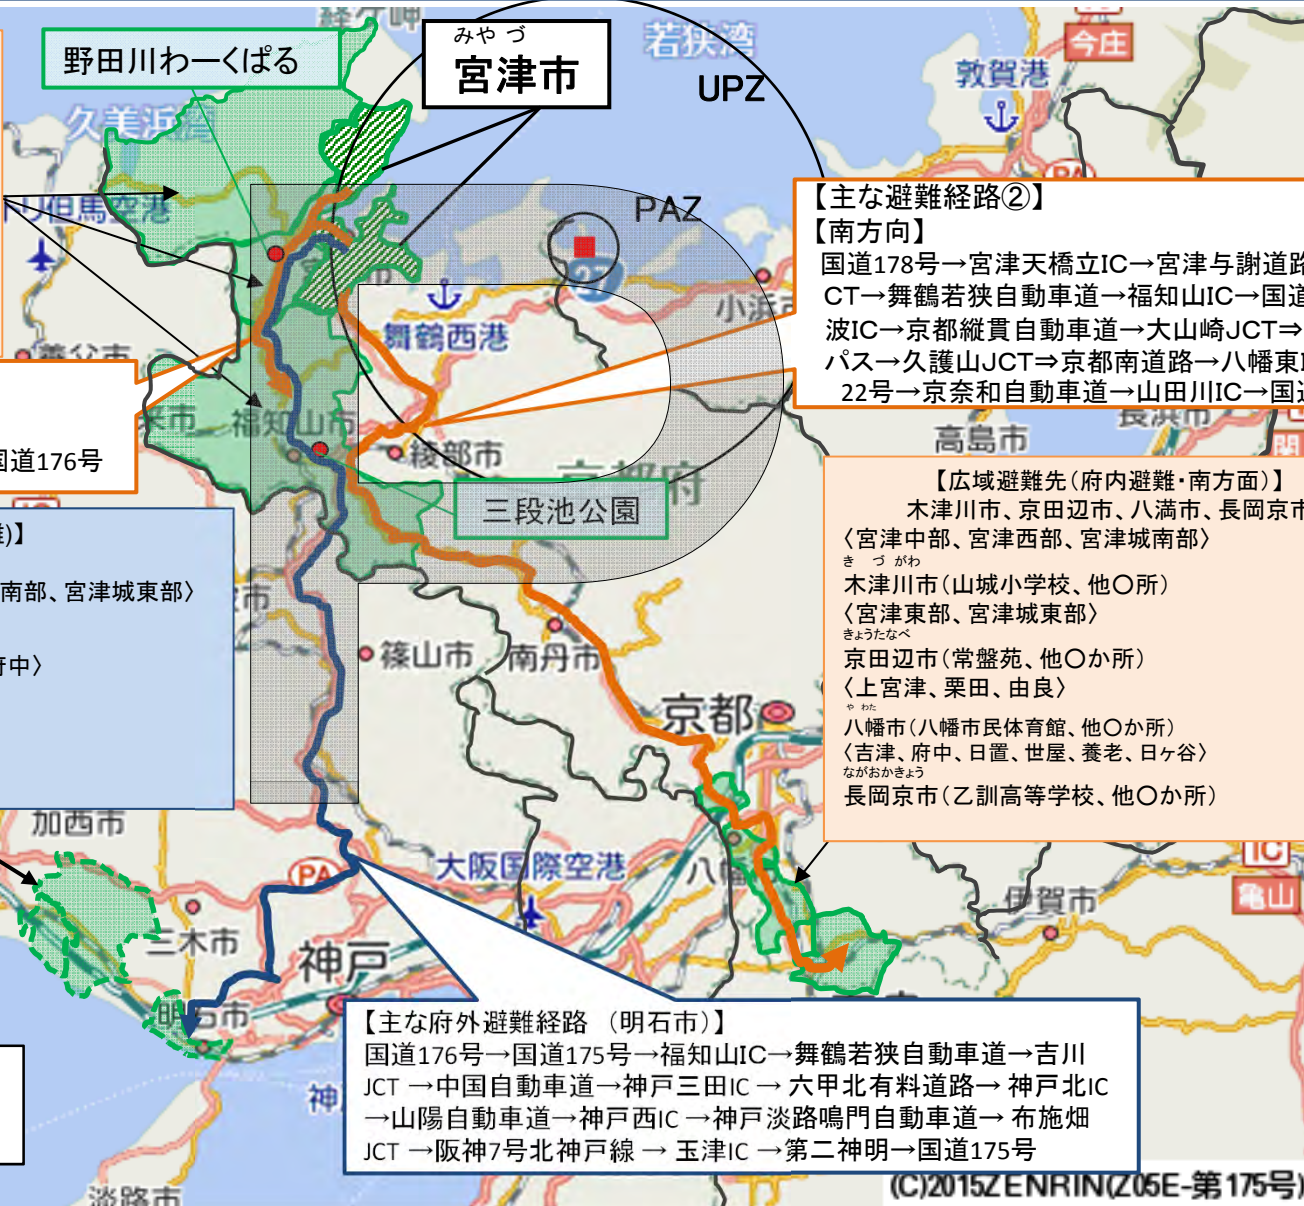 経ケ岬
野田川わーくぱる
みやづ
宮津市
若狭湾
UPZ
今庄
敦賀港
久美浜湾
PAZ
トリ但馬空港
27
小浜市
舞鶴西港
養父市
福知山市
綾部市
京都府
三段池公園
国道176号
【主な避難経路②】
【南方向】
国道178号→宮津天橋立IC→宮津与謝道路
CT→舞鶴若狭自動車道→福知山IC→国道
波IC→京都縦貫自動車道→大山崎JCT⇒
パス→久護山JCT⇒京都南道路→八幡東I
22号→京奈和自動車道→山田川IC→国道
長浜市
高島市
関
【広域避難先(府内避難・南方面)】
木津川市、京田辺市、八満市、長岡京市
〈宮津中部、宮津西部、宮津城南部〉
きづがわ
木津川市(山城小学校、他〇所)
〈宮津東部、宮津城東部〉
きょうたなべ
京田辺市(常盤苑、他〇か所)
〈上宮津、栗田、由良〉
やわた
八幡市(八幡市民体育館、他〇か所)
〈吉津、府中、日置、世屋、養老、日ヶ谷〉
ながおかきょう
長岡京市(乙訓高等学校、他〇か所)
)】
南部、宮津城東部〉
府中〉
篠山市
南丹市
京都
加西市
PA
大阪国際空港
八幡
IC
亀山
伊賀市
三木市
神戸
明石市
【主な府外避難経路 (明石市)】
国道176号→国道175号→福知山IC→舞鶴若狭自動車道→吉川
JCT →中国自動車道→神戸三田IC → 六甲北有料道路→ 神戸北IC
→山陽自動車道→神戸西IC →神戸淡路鳴門自動車道→ 布施畑
JCT →阪神7号北神戸線 → 玉津IC →第二神明→国道175号
神
淡路市
(C)2015ZENRIN(Z05E-第175号)